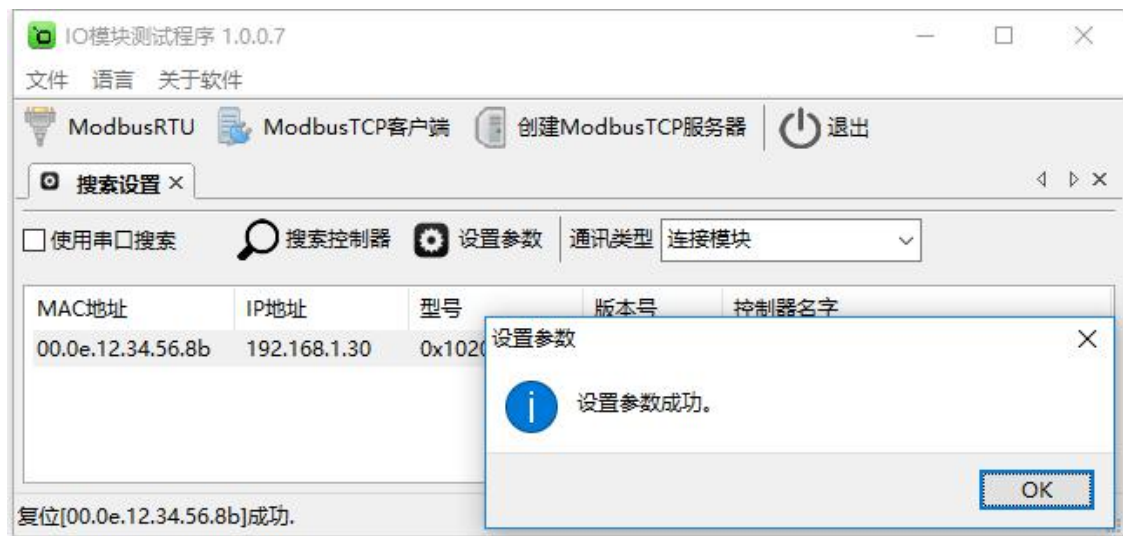 IO模块测试程序 1.0.0.7
文件 语言 关于软件
ModbusRTU ModbusTCP客户端 创建ModbusTCP服务器 退出
搜索设置
使用串口搜索 搜索控制器 设置参数 通讯类型 连接模块
MAC地址 IP地址 型号 版本号 控制器名字
00.0e.12.34.56.8b 192.168.1.30 0x1020
设置参数
设置参数成功。
OK
复位[00.0e.12.34.56.8b]成功.